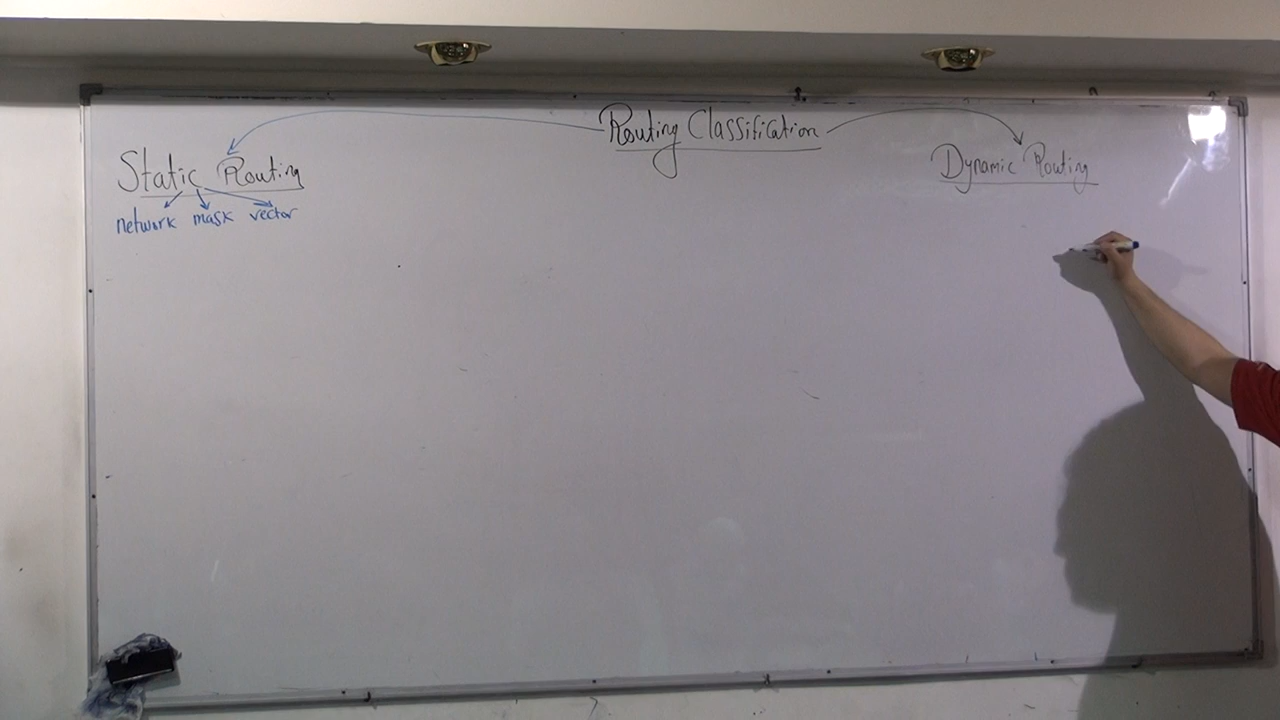 Routing Classification
Static Routing
Dynamic Routing
network mask vector